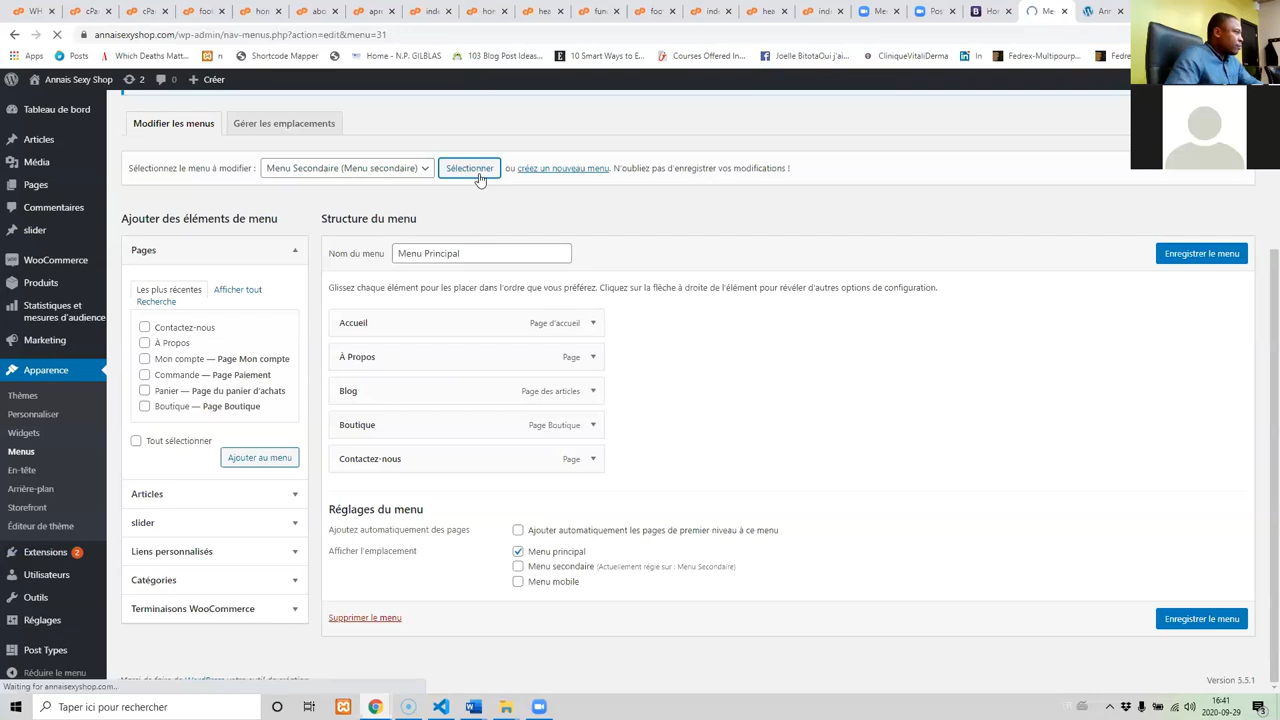 WH
Ho
Me
Ann
annaisexyshop.com/wp-admin/nav-menus.php?action=edit&menu=31
Apps
Which Deaths Matt...
Shortcode Mapper
Home - N.P. GILBLAS
103 Blog Post Ideas...
10 Smart Ways to E...
Courses Offered In...
Joelle BitotaOui j'ai...
CliniqueVitaliDerma
In
Fedrex-Multipourp...
Annais Sexy Shop
2
0
Créer
Tableau de bord
Articles
Média
Pages
Commentaires
slider
WooCommerce
Produits
Statistiques et
mesures d'audience
Marketing
Apparence
Thèmes
Personnaliser
Widgets
Menus
En-tête
Arrière-plan
Storefront
Éditeur de thème
Extensions 2
Utilisateurs
Outils
Réglages
Post Types
Réduire le menu
Modifier les menus
Gérer les emplacements
Sélectionnez le menu à modifier :
Menu Secondaire (Menu secondaire)
Sélectionner
ou créez un nouveau menu. N'oubliez pas d'enregistrer vos modifications !
Ajouter des éléments de menu
Pages
Les plus récentes
Afficher tout
Recherche
Contactez-nous
À Propos
Mon compte — Page Mon compte
Commande — Page Paiement
Panier — Page du panier d'achats
Boutique — Page Boutique
Tout sélectionner
Ajouter au menu
Articles
slider
Liens personnalisés
Catégories
Terminaisons WooCommerce
Structure du menu
Nom du menu
Menu Principal
Enregistrer le menu
Glissez chaque élément pour les placer dans l'ordre que vous préférez. Cliquez sur la flèche à droite de l'élément pour révéler d'autres options de configuration.
Accueil
Page d'accueil
À Propos
Page
Blog
Page des articles
Boutique
Page Boutique
Contactez-nous
Page
Réglages du menu
Ajoutez automatiquement des pages
Ajouter automatiquement les pages de premier niveau à ce menu
Afficher l'emplacement
Menu principal
Menu secondaire (Actuellement réglé sur : Menu Secondaire)
Menu mobile
Supprimer le menu
Enregistrer le menu
Version 5.5.1
Waiting for annaisexyshop.com...
Taper ici pour rechercher
16:41
2020-09-29
3